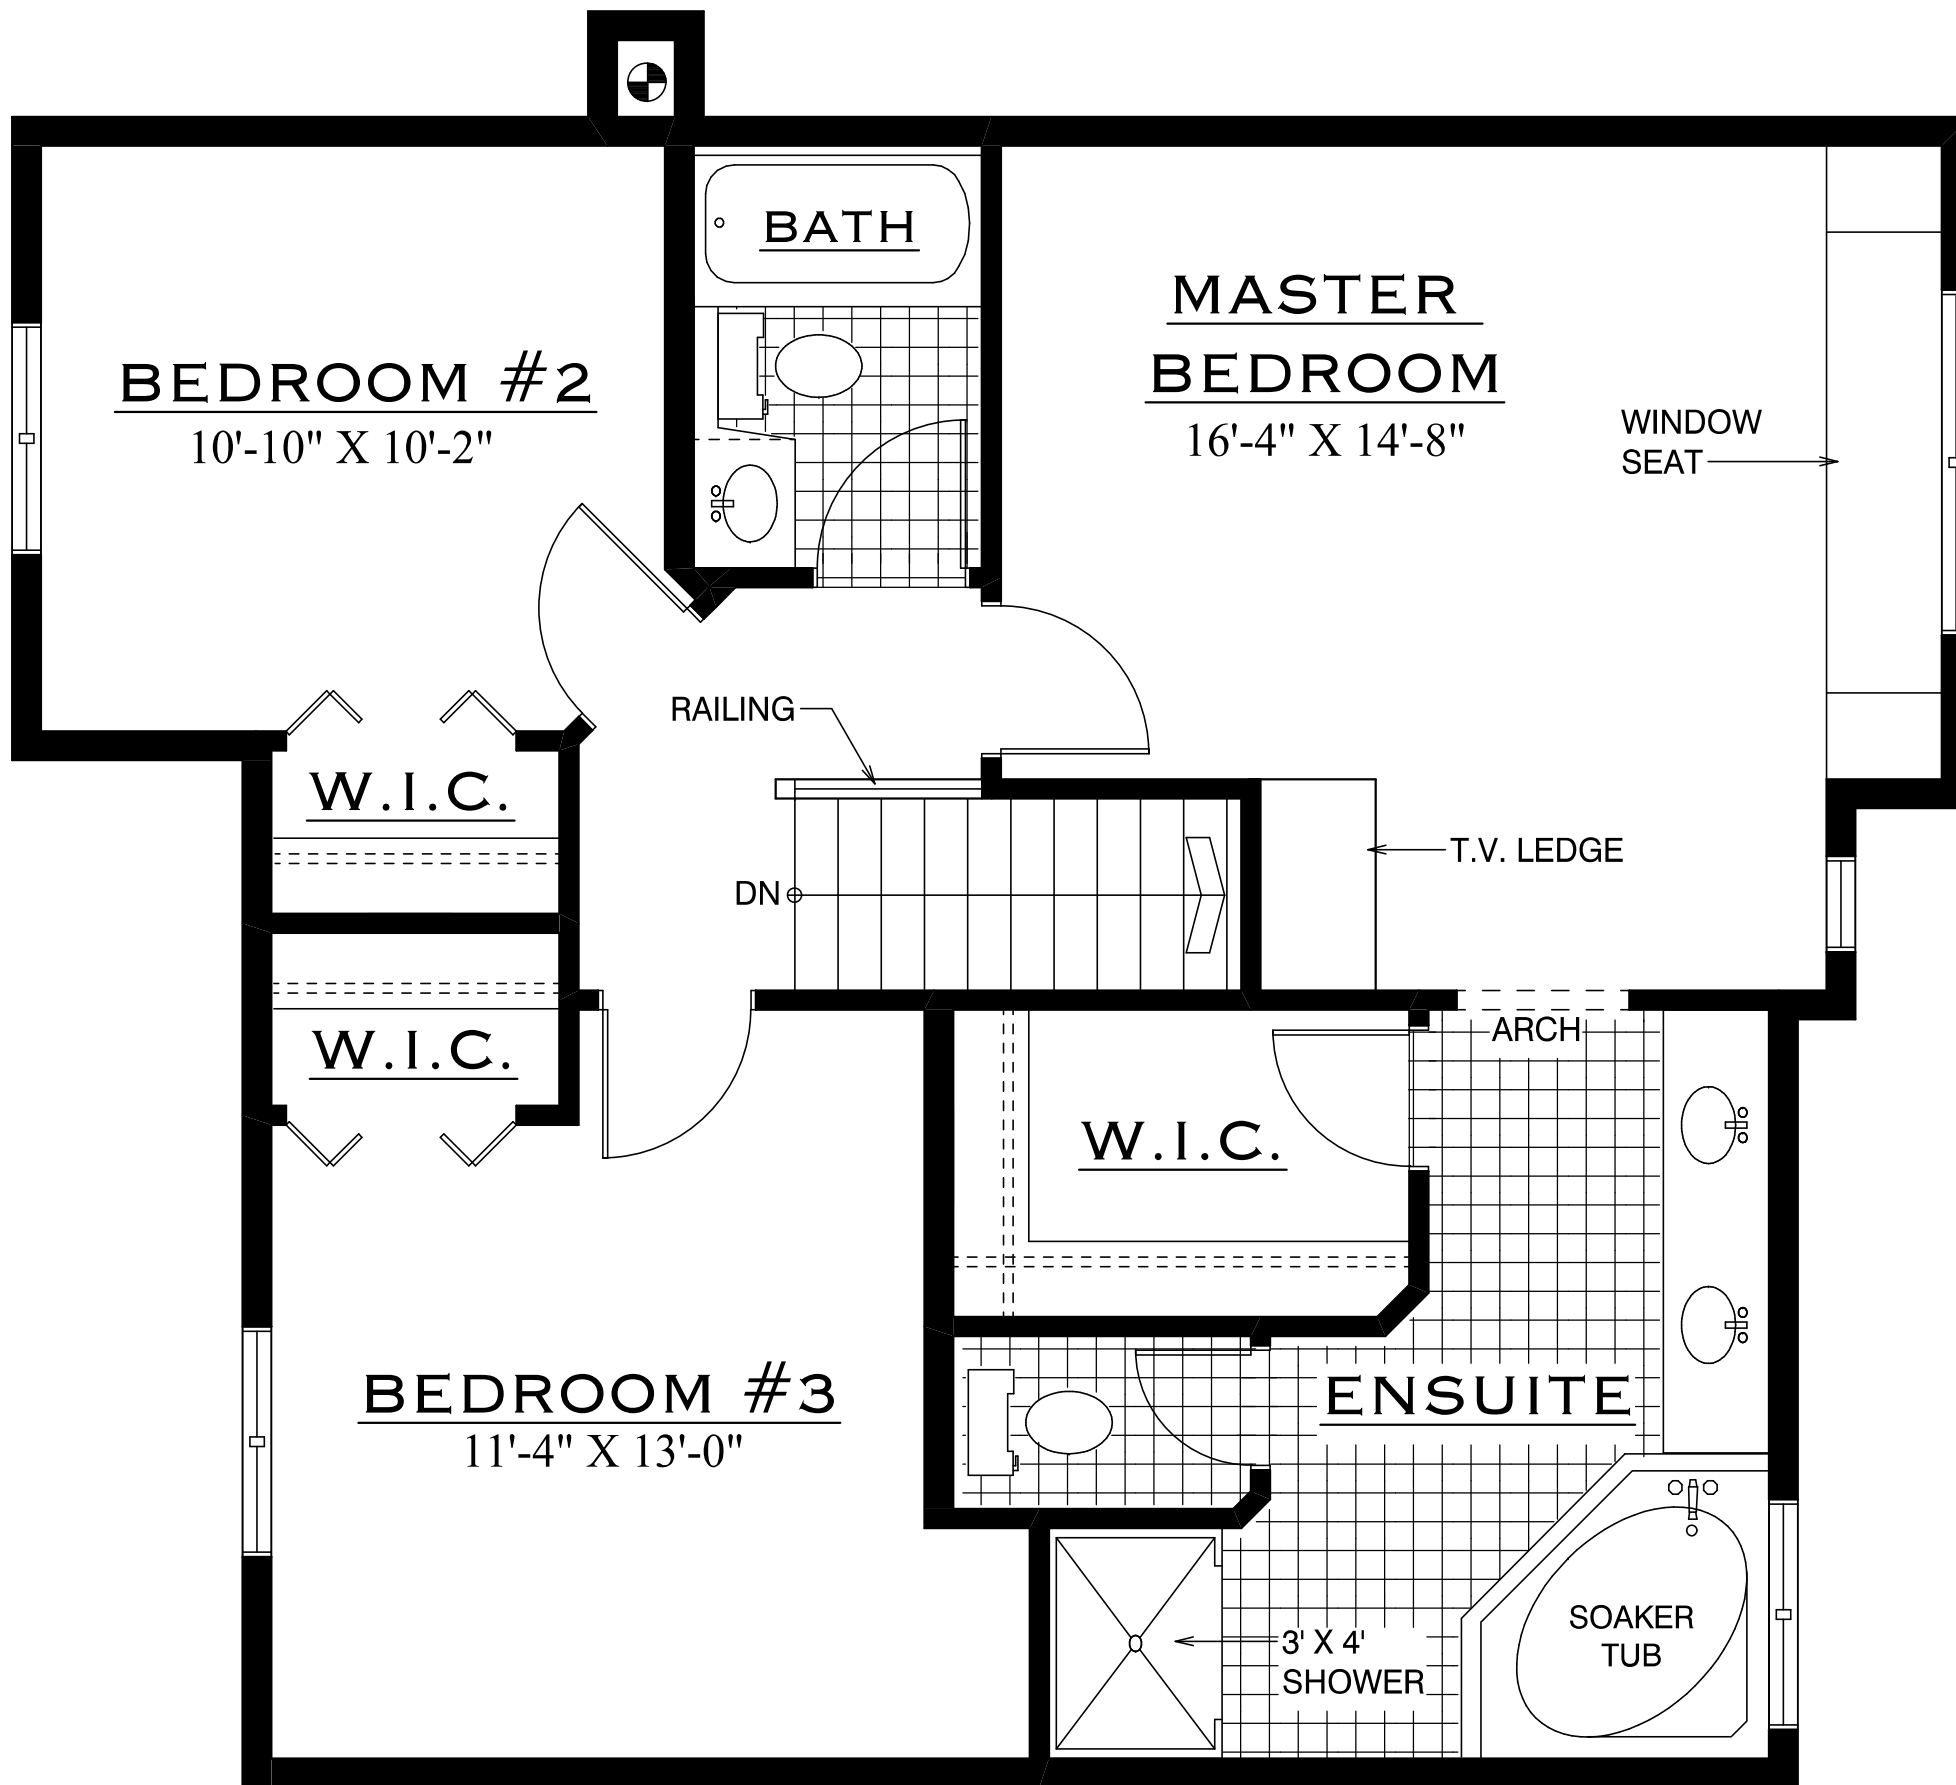 BATH
MASTER
BEDROOM
16'-4" X 14'-8"
BEDROOM #2
10'-10" X 10'-2"
WINDOW
SEAT
RAILING
W.I.C.
T.V. LEDGE
DN
W.I.C.
ARCH
W.I.C.
BEDROOM #3
11'-4" X 13'-0"
ENSUITE
SOAKER
TUB
3' X 4'
SHOWER